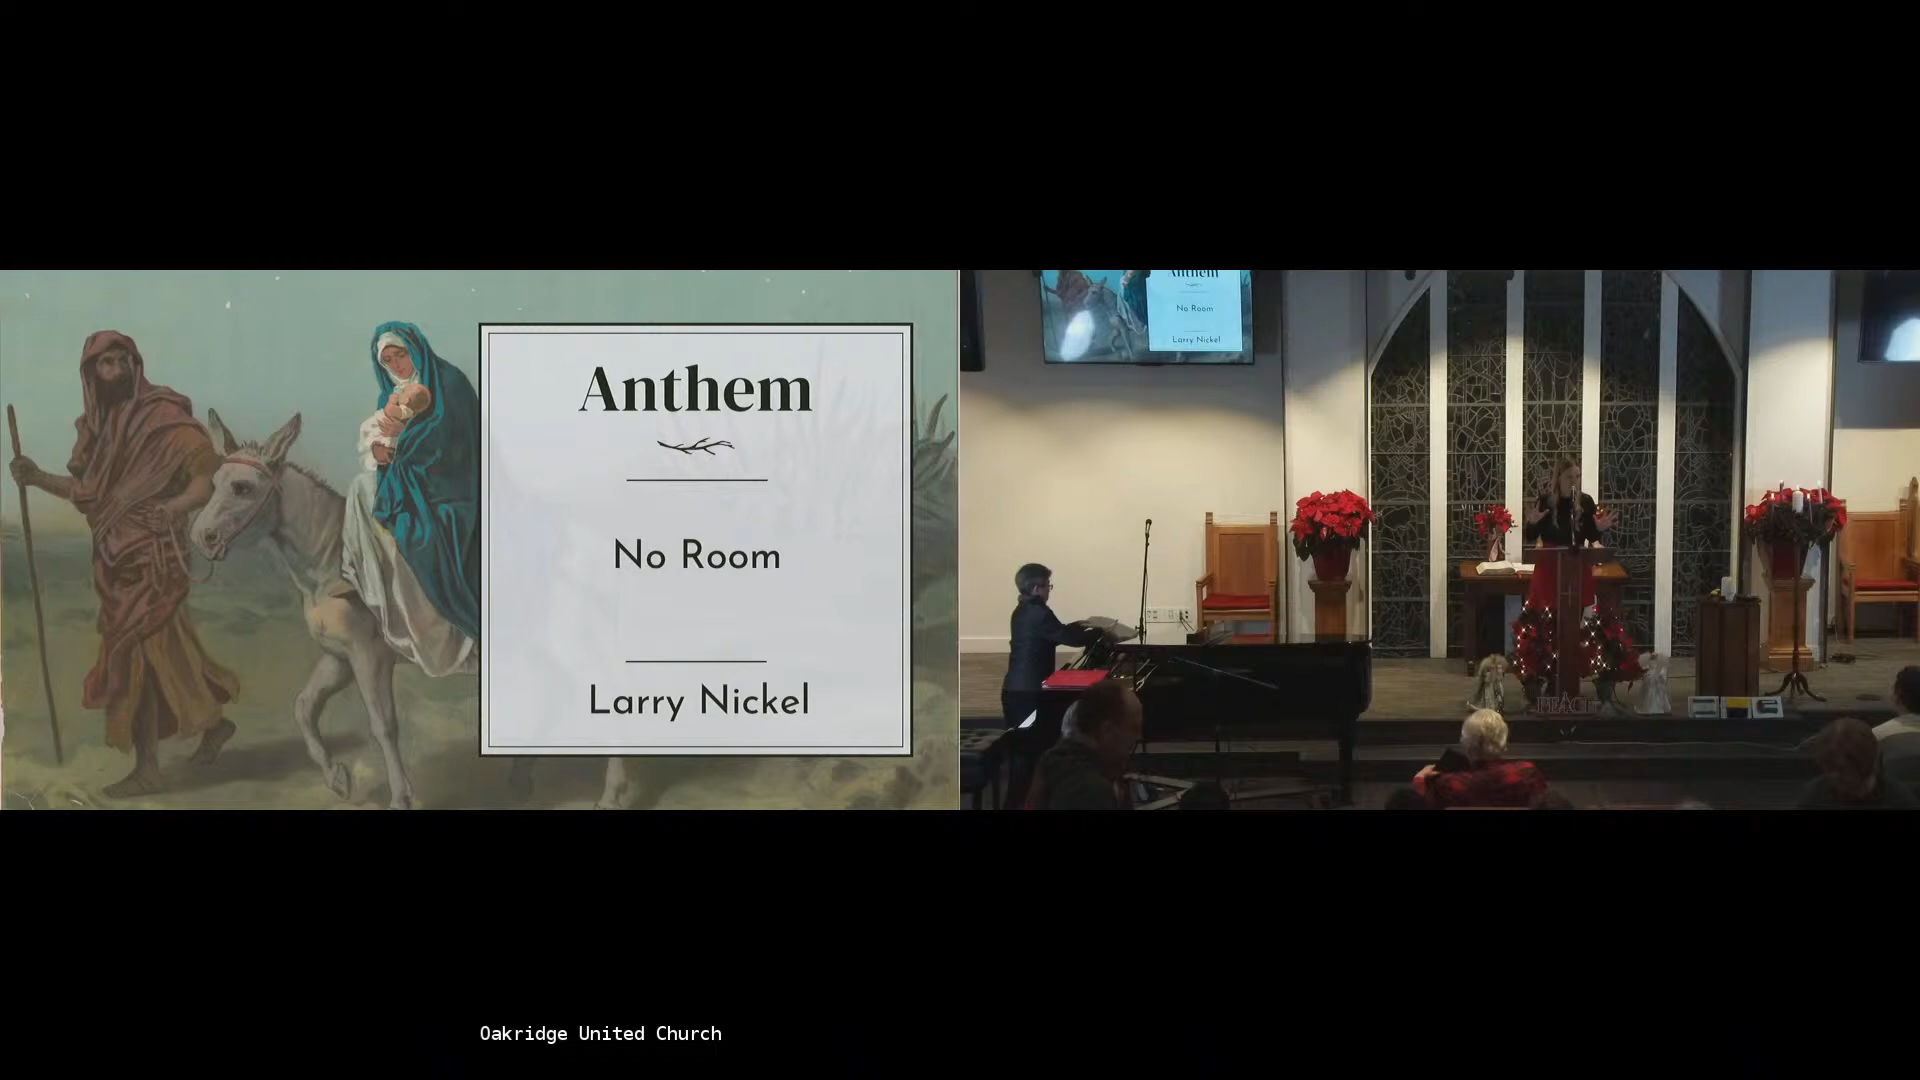 Anthem
No Room
Larry Nickel
Anthem
No Room
Larry Nickel
PEACE
Oakridge United Church